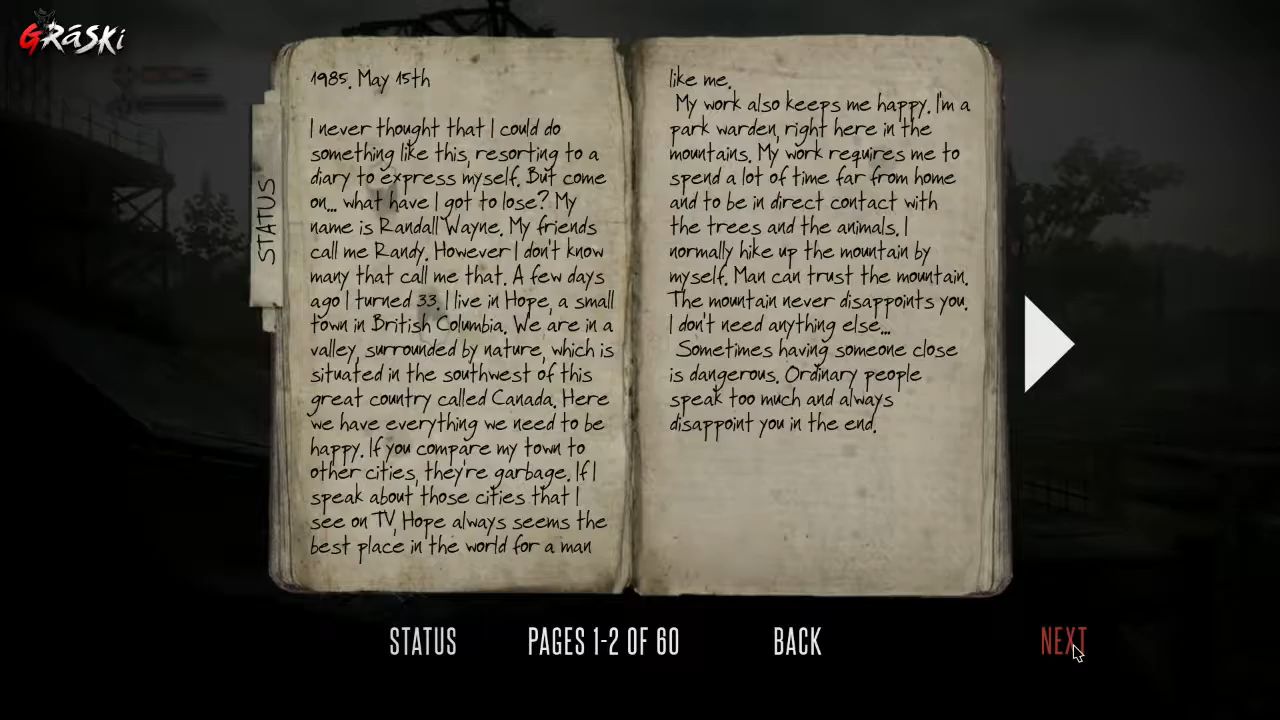 GRáSKi
1985. May 15th
I never thought that I could do
something like this, resorting to a
diary to express myself. But come
on... what have I got to lose? My
name is Randall Wayne. My friends
call me Randy. However I don't know
many that call me that. A few days
ago I turned 33. I live in Hope, a small
town in British Columbia. We are in a
valley, surrounded by nature, which is
situated in the southwest of this
great country called Canada. Here
we have everything we need to be
happy. If you compare my town to
other cities, they're garbage. If I
speak about those cities that I
see on TV, Hope always seems the
best place in the world for a man
like me.
My work also keeps me happy. I'm a
park warden, right here in the
mountains. My work requires me to
spend a lot of time far from home
and to be in direct contact with
the trees and the animals. I
normally hike up the mountain by
myself. Man can trust the mountain.
The mountain never disappoints you.
I don't need anything else...
Sometimes having someone close
is dangerous. Ordinary people
speak too much and always
disappoint you in the end.
STATUS
STATUS
PAGES 1-2 OF 60
BACK
NEXT